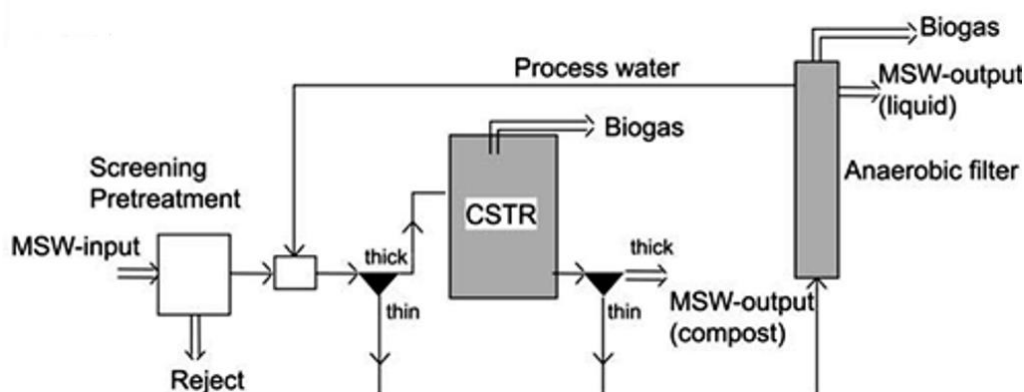 Biogas
Process water
MSW-output
(liquid)
Biogas
Screening
Pretreatment
Anaerobic filter
CSTR
MSW-input
thick
thick
thin
thin
MSW-output
(compost)
Reject